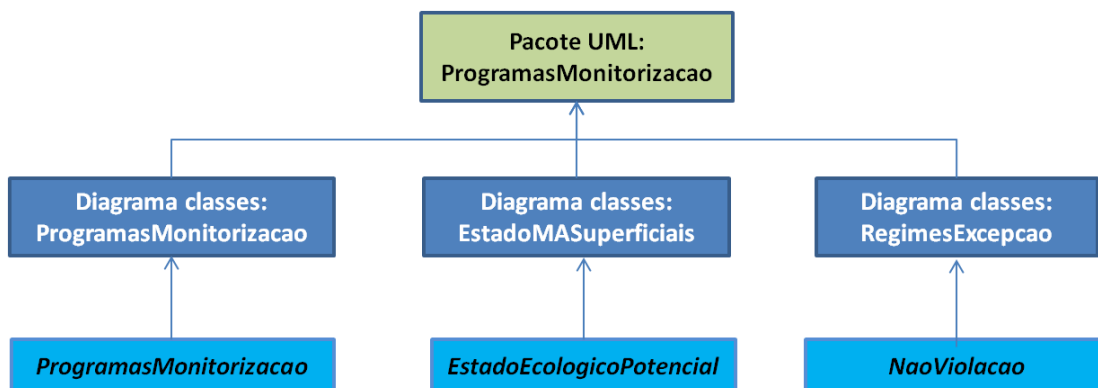 Pacote UML:
ProgramasMonitorizacao
Diagrama classes:
ProgramasMonitorizacao
Diagrama classes:
EstadoMASuperficiais
Diagrama classes:
RegimesExcepcao
ProgramasMonitorizacao
EstadoEcologicoPotencial
NaoViolacao